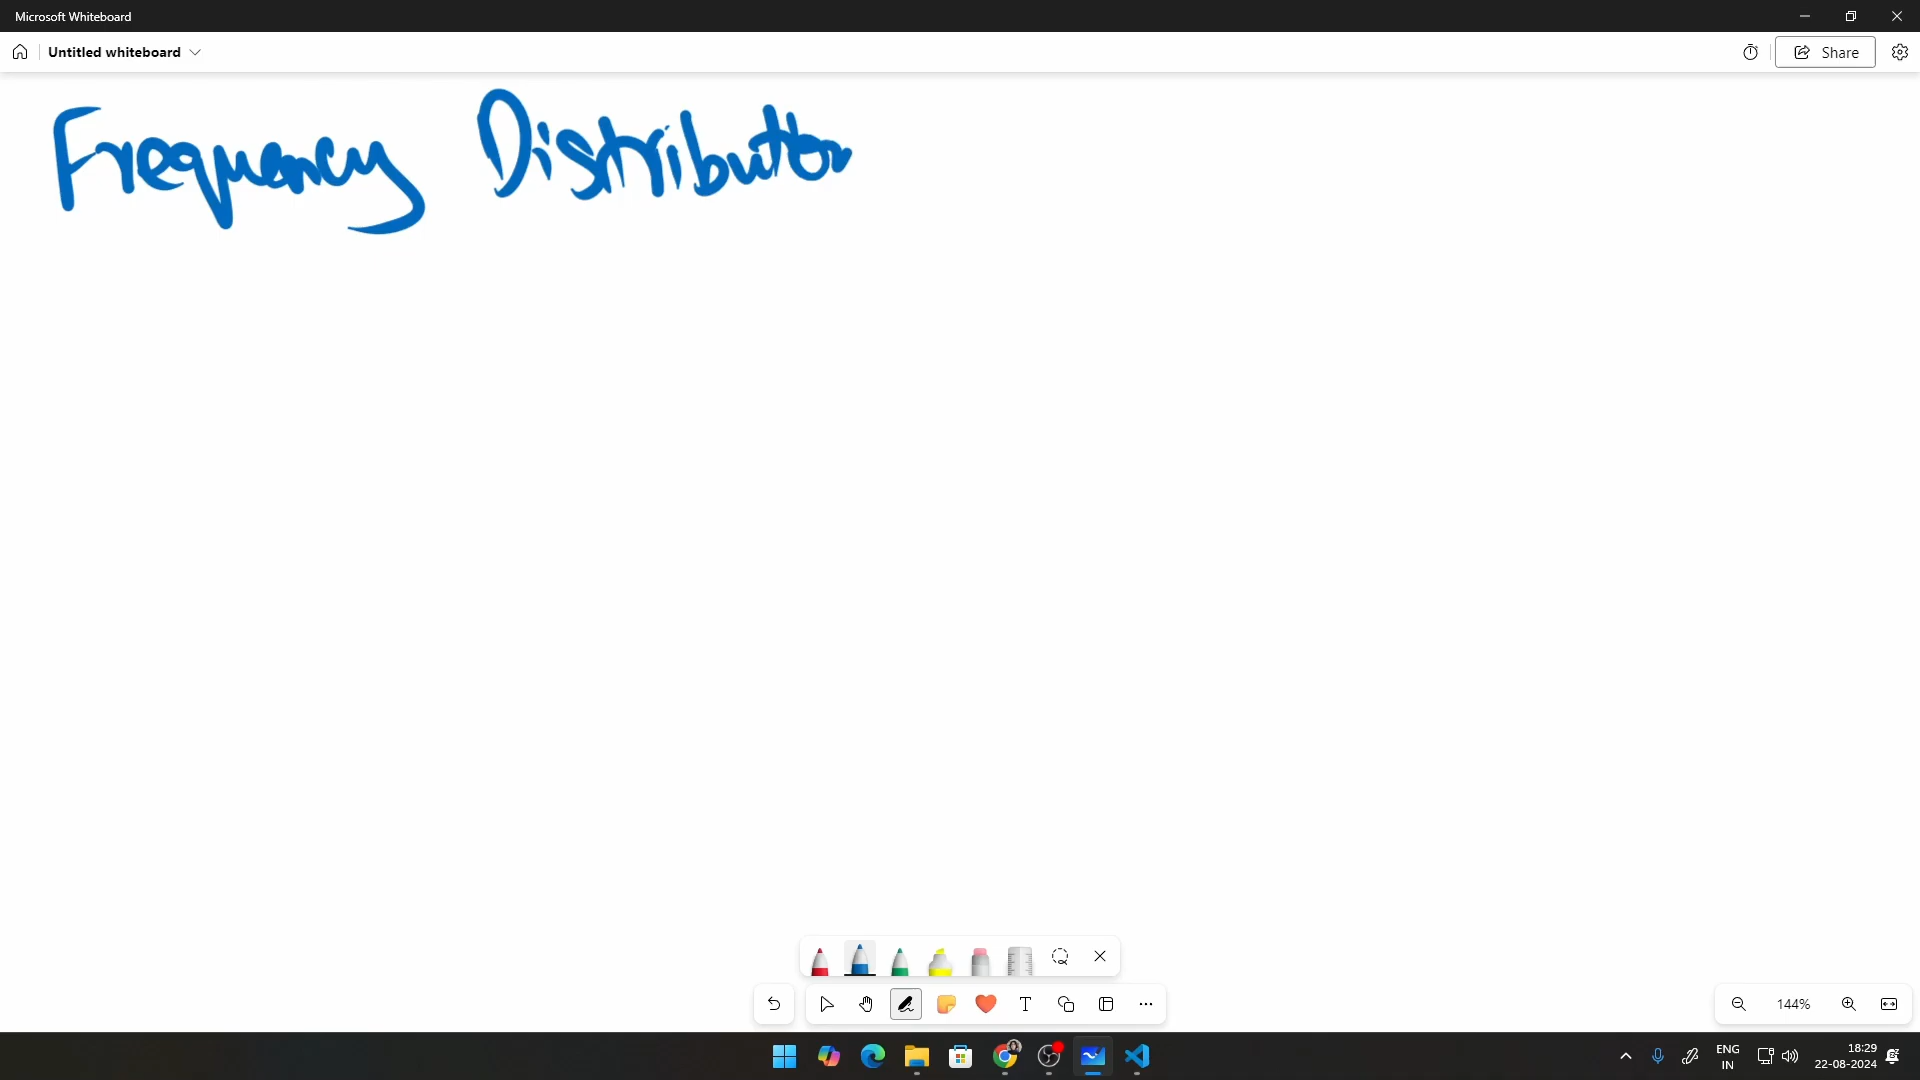 Microsoft Whiteboard
Untitled whiteboard
Share
Frequency Distribution
144%
ENG
IN
18:29
22-08-2024